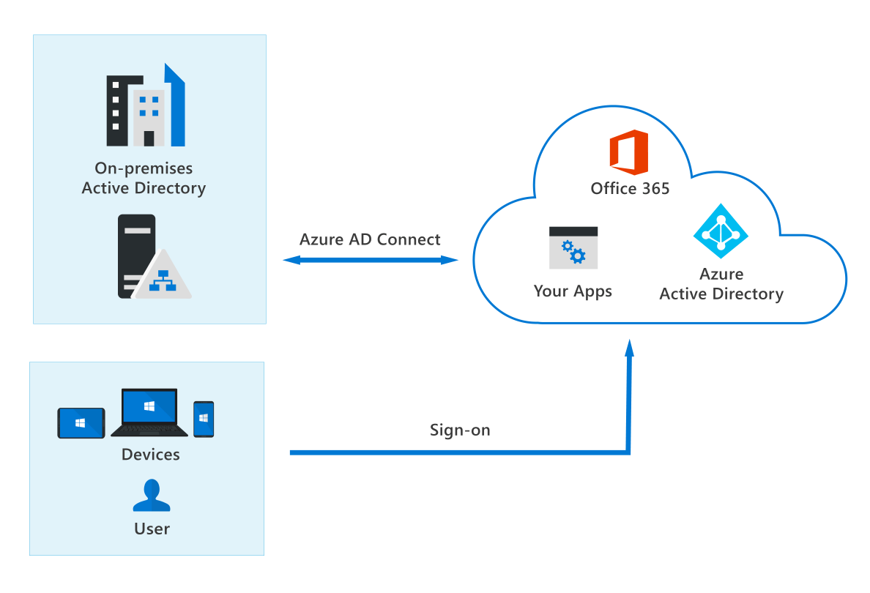 On-premises
Active Directory
Azure AD Connect
Office 365
Your Apps
Azure
Active Directory
Devices
User
Sign-on